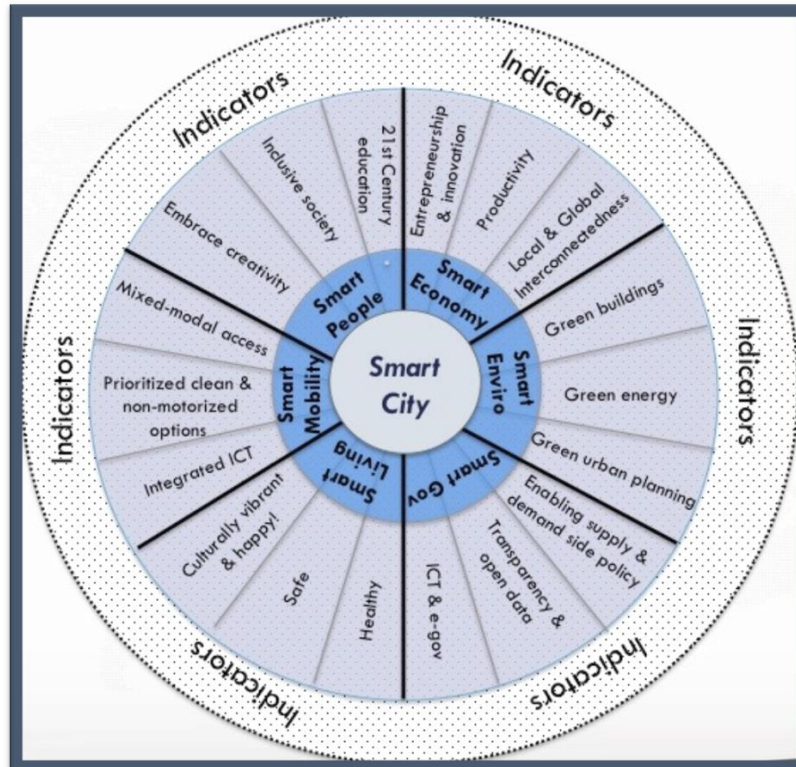 Smart
City
Smart
Economy
Smart
Enviro
Smart Gov
Smart
Living
Smart
Mobility
Smart
People
Entrepreneurship
& innovation
Productivity
Local & Global
Interconnectedness
Green buildings
Green energy
Green urban planning
Enabling supply &
demand side policy
Transparency &
open data
ICT & e-gov
Healthy
Safe
Culturally vibrant
& happy!
Integrated ICT
Prioritized clean &
non-motorized
options
Mixed-modal access
Embrace creativity
Inclusive society
21st Century
education
Indicators
Indicators
Indicators
Indicators
Indicators
Indicators